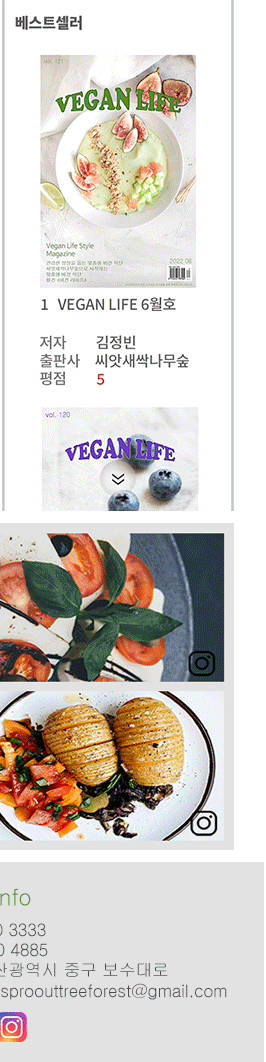 베스트셀러
vol. 121
VEGAN LIFE
Vegan Life Style
Magazine
2022.06
1 VEGAN LIFE 6월호
저자 김정빈
출판사 씨앗새싹나무숲
평점 5
vol. 120
VEGAN LIFE
nfo
0 3333
0 4885
산광역시 중구 보수대로
sproouttreeforest@gmail.com